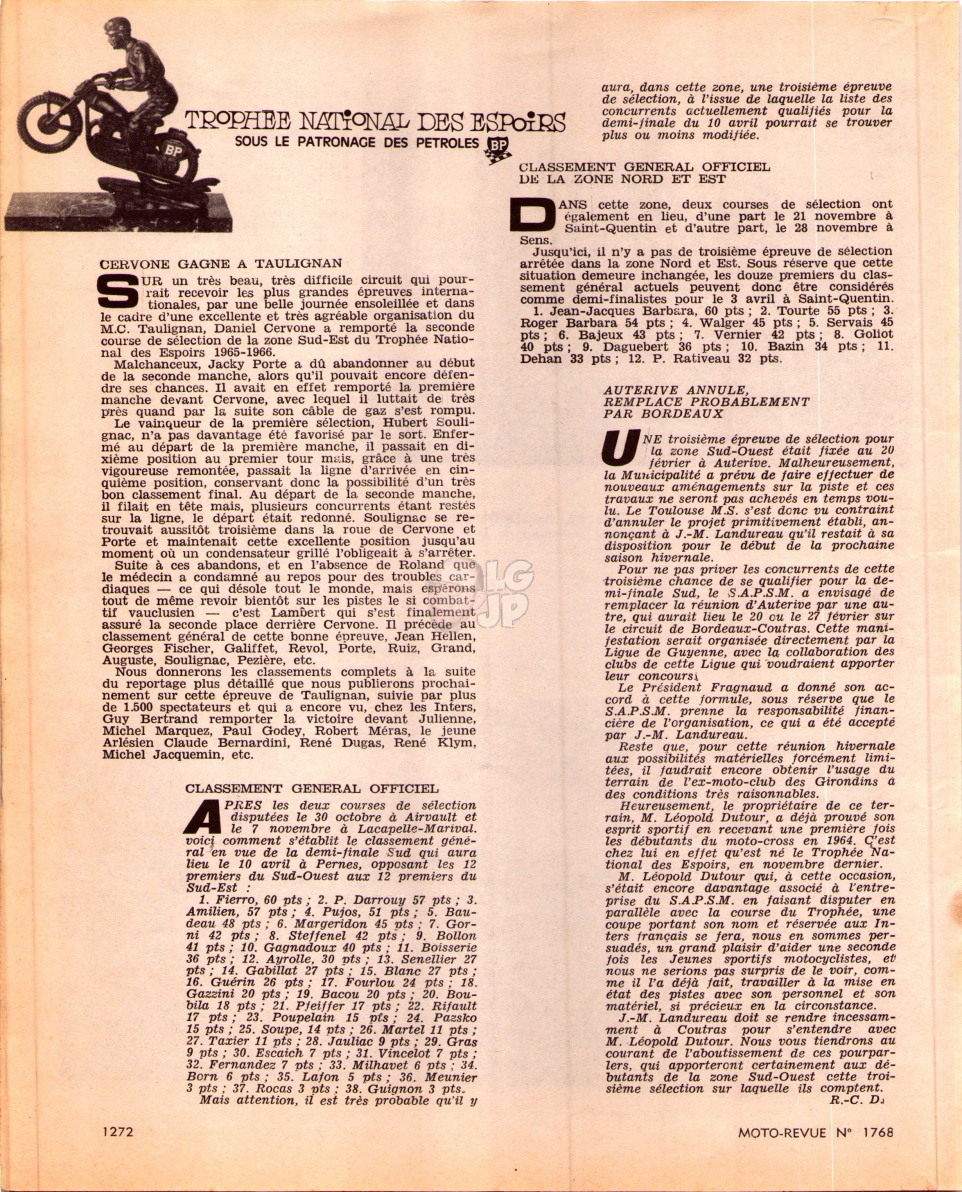 TROPHEE NATIONAL DES ESPOIRS
SOUS LE PATRONAGE DES PETROLES BP
BP
CERVONE GAGNE A TAULIGNAN
SUR un très beau, très difficile circuit qui pour-
rait recevoir les plus grandes épreuves interna-
tionales, par une belle journée ensoleillée et dans
le cadre d'une excellente et très agréable organisation du
M.C. Taulignan, Daniel Cervone a remporté la seconde
course de sélection de la zone Sud-Est du Trophée Natio-
nal des Espoirs 1965-1966.
Malchanceux, Jacky Porte a dû abandonner au début
de la seconde manche, alors qu'il pouvait encore défen-
dre ses chances. Il avait en effet remporté la première
manche devant Cervone, avec lequel il luttait de très
près quand par la suite son câble de gaz s'est rompu.
Le vainqueur de la première sélection, Hubert Souli-
gnac, n'a pas davantage été favorisé par le sort. Enfer-
mé au départ de la première manche, il passait en di-
xième position au premier tour mais, grâce à une très
vigoureuse remontée, passait la ligne d'arrivée en cin-
quième position, conservant donc la possibilité d'un très
bon classement final. Au départ de la seconde manche,
il filait en tête mais, plusieurs concurrents étant restés
sur la ligne, le départ était redonné. Soulignac se re-
trouvait aussitôt troisième dans la roue de Cervone et
Porte et maintenait cette excellente position jusqu'au
moment où un condensateur grillé l'obligeait à s'arrêter.
Suite à ces abandons, et en l'absence de Roland que
le médecin a condamné au repos pour des troubles car-
diaques — ce qui désole tout le monde, mais espérons
tout de même revoir bientôt sur les pistes le si combat-
tif vauclusien — c'est Lambert qui s'est finalement
assuré la seconde place derrière Cervone. Il précède au
classement général de cette bonne épreuve, Jean Hellen,
Georges Fischer, Galiffet, Revol, Porte, Ruiz, Grand,
Auguste, Soulignac, Pezière, etc.
Nous donnerons les classements complets à la suite
du reportage plus détaillé que nous publierons prochai-
nement sur cette épreuve de Taulignan, suivie par plus
de 1.500 spectateurs et qui a encore vu, chez les Inters,
Guy Bertrand remporter la victoire devant Julienne,
Michel Marquez, Paul Godey, Robert Méras, le jeune
Arlésien Claude Bernardini, René Dugas, René Klym,
Michel Jacquemin, etc.
CLASSEMENT GENERAL OFFICIEL
APRES les deux courses de sélection
disputées le 30 octobre à Airvault et
le 7 novembre à Lacapelle-Marival.
voici comment s'établit le classement géné-
ral en vue de la demi-finale Sud qui aura
lieu le 10 avril à Pernes, opposant les 12
premiers du Sud-Ouest aux 12 premiers du
Sud-Est :
1. Fierro, 60 pts ; 2. P. Darrouy 57 pts ; 3.
Amilien, 57 pts ; 4. Pujos, 51 pts ; 5. Bau-
deau 48 pts ; 6. Margeridon 45 pts ; 7. Gor-
ni 42 pts ; 8. Steffenel 42 pts ; 9. Bollon
41 pts ; 10. Gagnadoux 40 pts ; 11. Boisserie
36 pts ; 12. Ayrolle, 30 pts ; 13. Senellier 27
pts ; 14. Gabillat 27 pts ; 15. Blanc 27 pts ;
16. Guérin 26 pts ; 17. Fourlou 24 pts ; 18.
Gazzini 20 pts ; 19. Bacou 20 pts ; 20. Bou-
bila 18 pts ; 21. Pfeiffer 17 pts ; 22. Rifault
17 pts ; 23. Poupelain 15 pts ; 24. Pazsko
15 pts ; 25. Soupe, 14 pts ; 26. Martel 11 pts ;
27. Taxier 11 pts ; 28. Jauliac 9 pts ; 29. Gras
9 pts ; 30. Escaich 7 pts ; 31. Vincelot 7 pts ;
32. Fernandez 7 pts ; 33. Milhavet 6 pts ; 34.
Born 6 pts ; 35. Lafon 5 pts ; 36. Meunier
3 pts ; 37. Rocas 3 pts ; 38. Guignon 3 pts.
Mais attention, il est très probable qu'il y
aura, dans cette zone, une troisième épreuve
de sélection, à l'issue de laquelle la liste des
concurrents actuellement qualifiés pour la
demi-finale du 10 avril pourrait se trouver
plus ou moins modifiée.
CLASSEMENT GENERAL OFFICIEL
DE LA ZONE NORD ET EST
DANS cette zone, deux courses de sélection ont
également en lieu, d'une part le 21 novembre à
Saint-Quentin et d'autre part, le 28 novembre à
Sens.
Jusqu'ici, il n'y a pas de troisième épreuve de sélection
arrêtée dans la zone Nord et Est. Sous réserve que cette
situation demeure inchangée, les douze premiers du clas-
sement général actuels peuvent donc être considérés
comme demi-finalistes pour le 3 avril à Saint-Quentin.
1. Jean-Jacques Barbara, 60 pts ; 2. Tourte 55 pts ; 3.
Roger Barbara 54 pts ; 4. Walger 45 pts ; 5. Servais 45
pts ; 6. Bajeux 43 pts ; 7. Vernier 42 pts ; 8. Goliot
40 pts ; 9. Daguebert 36 pts ; 10. Bazin 34 pts ; 11.
Dehan 33 pts ; 12. P. Rativeau 32 pts.
AUTERIVE ANNULE,
REMPLACE PROBABLEMENT
PAR BORDEAUX
UNE troisième épreuve de sélection pour
la zone Sud-Ouest était fixée au 20
février à Auterive. Malheureusement,
la Municipalité a prévu de faire effectuer de
nouveaux aménagements sur la piste et ces
travaux ne seront pas achevés en temps vou-
lu. Le Toulouse M.S. s'est donc vu contraint
d'annuler le projet primitivement établi, an-
nonçant à J.-M. Landureau qu'il restait à sa
disposition pour le début de la prochaine
saison hivernale.
Pour ne pas priver les concurrents de cette
troisième chance de se qualifier pour la de-
mi-finale Sud, le S.A.P.S.M. a envisagé de
remplacer la réunion d'Auterive par une au-
tre, qui aurait lieu le 20 ou le 27 février sur
le circuit de Bordeaux-Coutras. Cette mani-
festation serait organisée directement par la
Ligue de Guyenne, avec la collaboration des
clubs de cette Ligue qui voudraient apporter
leur concours.
Le Président Fragnaud a donné son ac-
cord à cette formule, sous réserve que le
S.A.P.S.M. prenne la responsabilité finan-
cière de l'organisation, ce qui a été accepté
par J.-M. Landureau.
Reste que, pour cette réunion hivernale
aux possibilités matérielles forcément limi-
tées, il faudrait encore obtenir l'usage du
terrain de l'ex-moto-club des Girondins à
des conditions très raisonnables.
Heureusement, le propriétaire de ce ter-
rain, M. Léopold Dutour, a déjà prouvé son
esprit sportif en recevant une première fois
les débutants du moto-cross en 1964. C'est
chez lui en effet qu'est né le Trophée Na-
tional des Espoirs, en novembre dernier.
M. Léopold Dutour qui, à cette occasion,
s'était encore davantage associé à l'entre-
prise du S.A.P.S.M. en faisant disputer en
parallèle avec la course du Trophée, une
coupe portant son nom et réservée aux In-
ters français se fera, nous en sommes per-
suadés, un grand plaisir d'aider une seconde
fois les Jeunes sportifs motocyclistes, et
nous ne serions pas surpris de le voir, com-
me il l'a déjà fait, travailler à la mise en
état des pistes avec son personnel et son
matériel, si précieux en la circonstance.
J.-M. Landureau doit se rendre incessam-
ment à Coutras pour s'entendre avec
M. Léopold Dutour. Nous vous tiendrons au
courant de l'aboutissement de ces pourpar-
lers, qui apporteront certainement aux dé-
butants de la zone Sud-Ouest cette troi-
sième sélection sur laquelle ils comptent.
R.-C. D.
1272
MOTO-REVUE N° 1768